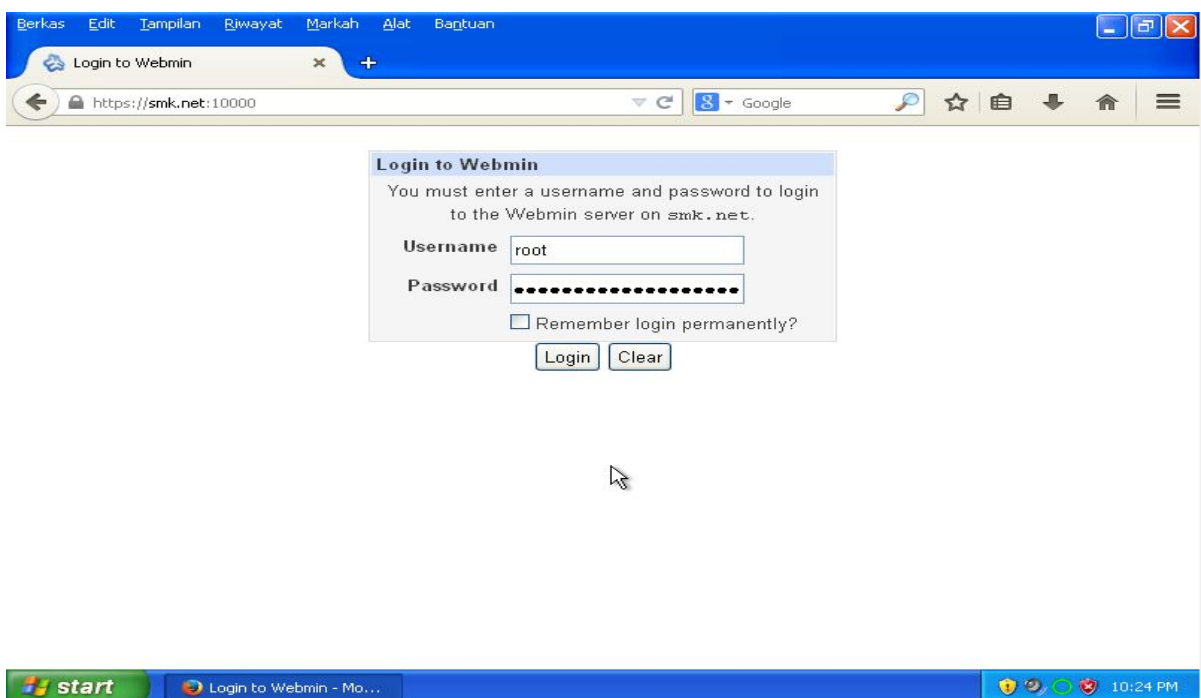 Berkas Edit Tampilan Riwayat Markah Alat Bantuan
Login to Webmin
https://smk.net:10000
8 Google
Login to Webmin
You must enter a username and password to login
to the Webmin server on smk.net.
Username root
Password
Remember login permanently?
Login Clear
start Login to Webmin - Mo... 10:24 PM